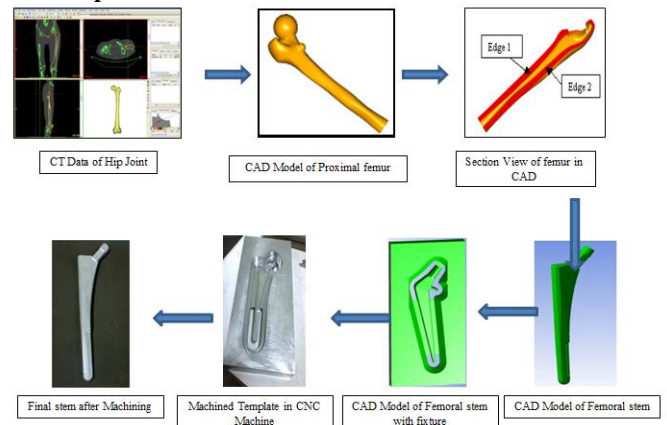 Edge 1
Edge 2
CT Data of Hip Joint
CAD Model of Proximal femur
Section View of femur in
CAD
Final stem after Machining
Machined Template in CNC
Machine
CAD Model of Femoral stem
with fixture
CAD Model of Femoral stem